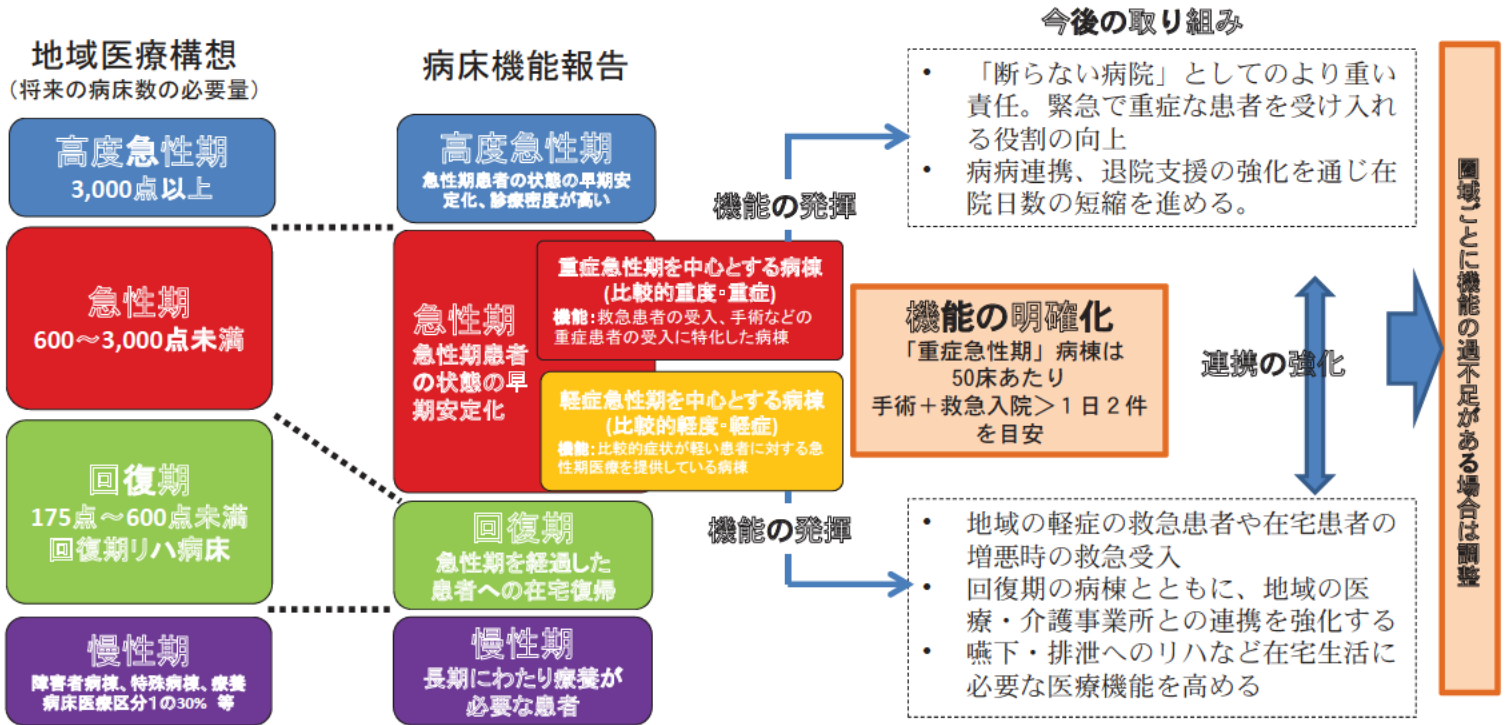 地域医療構想
(将来の病床数の必要量)
高度急性期
3,000点以上
急性期
600～3,000点未満
回復期
175点～600点未満
回復期リハ病床
慢性期
障害者病棟、特殊病棟、療養
病床医療区分1の30% 等
病床機能報告
高度急性期
急性期患者の状態の早期安
定化、診療密度が高い
急性期
急性期患者
の状態の早
期安定化
重症急性期を中心とする病棟
(比較的重度・重症)
機能：救急患者の受入、手術などの
重症患者の受入に特化した病棟
軽症急性期を中心とする病棟
(比較的軽度・軽症)
機能：比較的症状が軽い患者に対する急
性期医療を提供している病棟
回復期
急性期を経過した
患者への在宅復帰
慢性期
長期にわたり療養が
必要な患者
機能の発揮
機能の発揮
機能の明確化
「重症急性期」病棟は
50床あたり
手術＋救急入院＞１日２件
を目安
今後の取り組み
• 「断らない病院」としてのより重い
責任。緊急で重症な患者を受け入れ
る役割の向上
• 病病連携、退院支援の強化を通じ在
院日数の短縮を進める。
連携の強化
• 地域の軽症の救急患者や在宅患者の
増悪時の救急受入
• 回復期の病棟とともに、地域の医
療・介護事業所との連携を強化する
• 嚥下・排泄へのリハなど在宅生活に
必要な医療機能を高める
圏域ごとに機能の過不足がある場合は調整